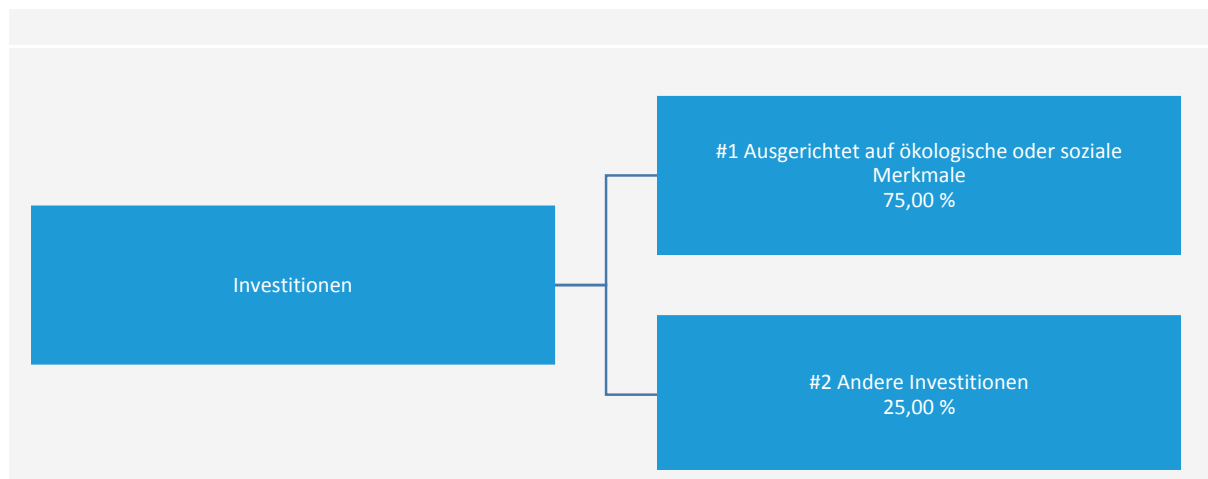 Investitionen
#1 Ausgerichtet auf ökologische oder soziale
Merkmale
75,00 %
#2 Andere Investitionen
25,00 %